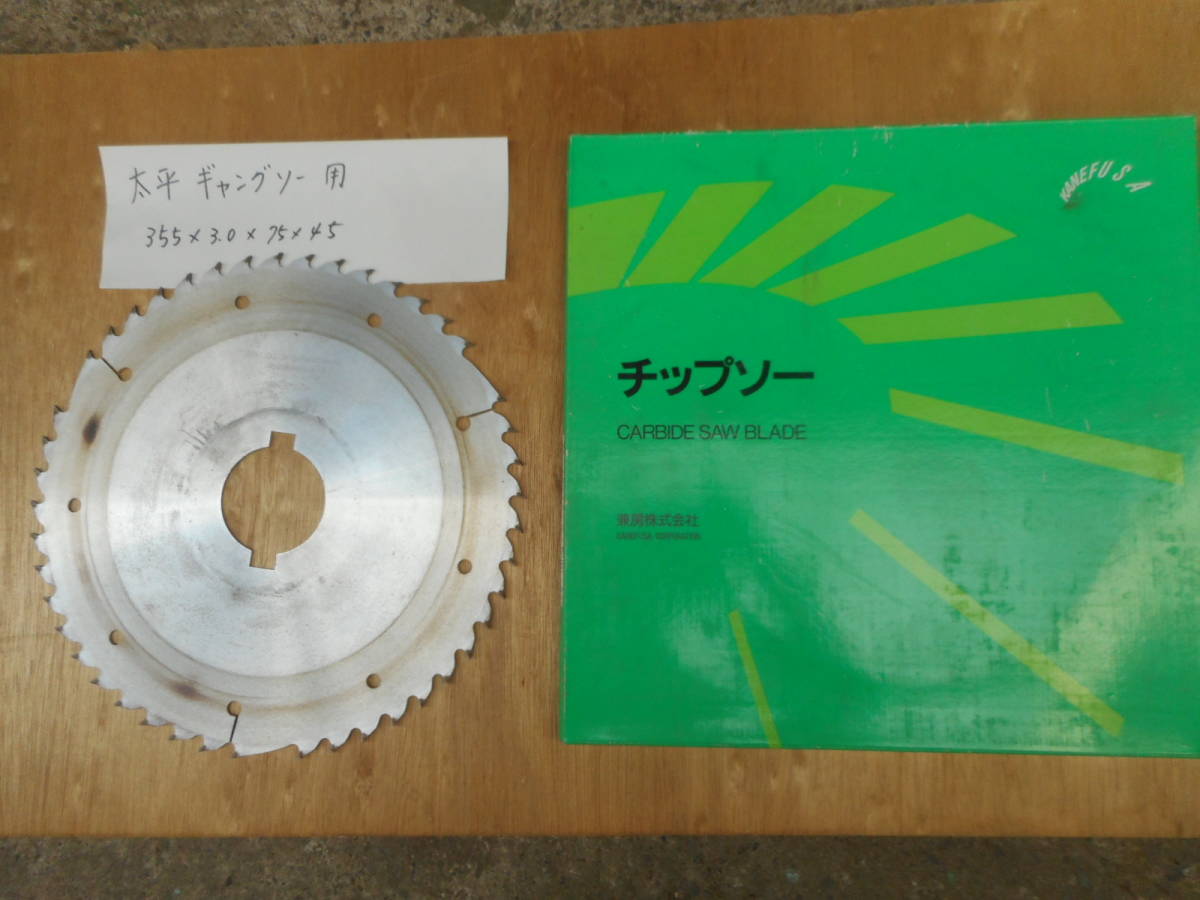 太平 ギャングソー 用
355×3.0×75×45
KANEFUSA
チップソー
CARBIDE SAW BLADE
兼房株式会社
KANEFUSA CORPORATION